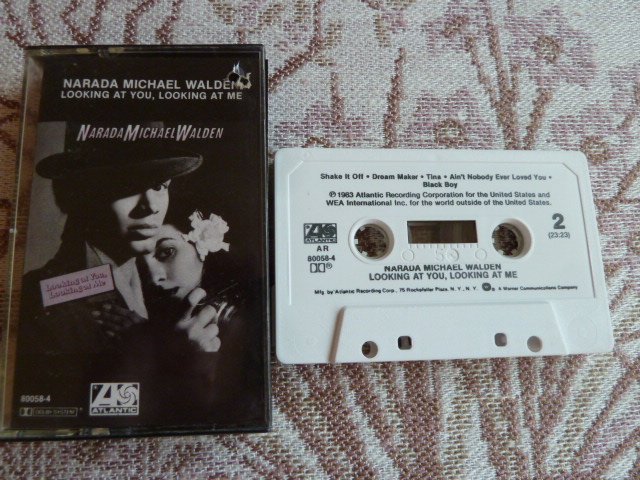 NARADA MICHAEL WALDEN
LOOKING AT YOU, LOOKING AT ME
NARADA MICHAEL WALDEN
Looking at You,
Looking at Me
80058-4
DOLBY SYSTEM
ATLANTIC
Shake It Off • Dream Maker • Tina • Ain't Nobody Ever Loved You •
Black Boy
℗ 1983 Atlantic Recording Corporation for the United States and
WEA International Inc. for the world outside of the United States.
ATLANTIC
AR
80058-4
2
(23:23)
NARADA MICHAEL WALDEN
LOOKING AT YOU, LOOKING AT ME
Mfg by Atlantic Recording Corp., 75 Rockefeller Plaza, N.Y., N.Y. A Warner Communications Company